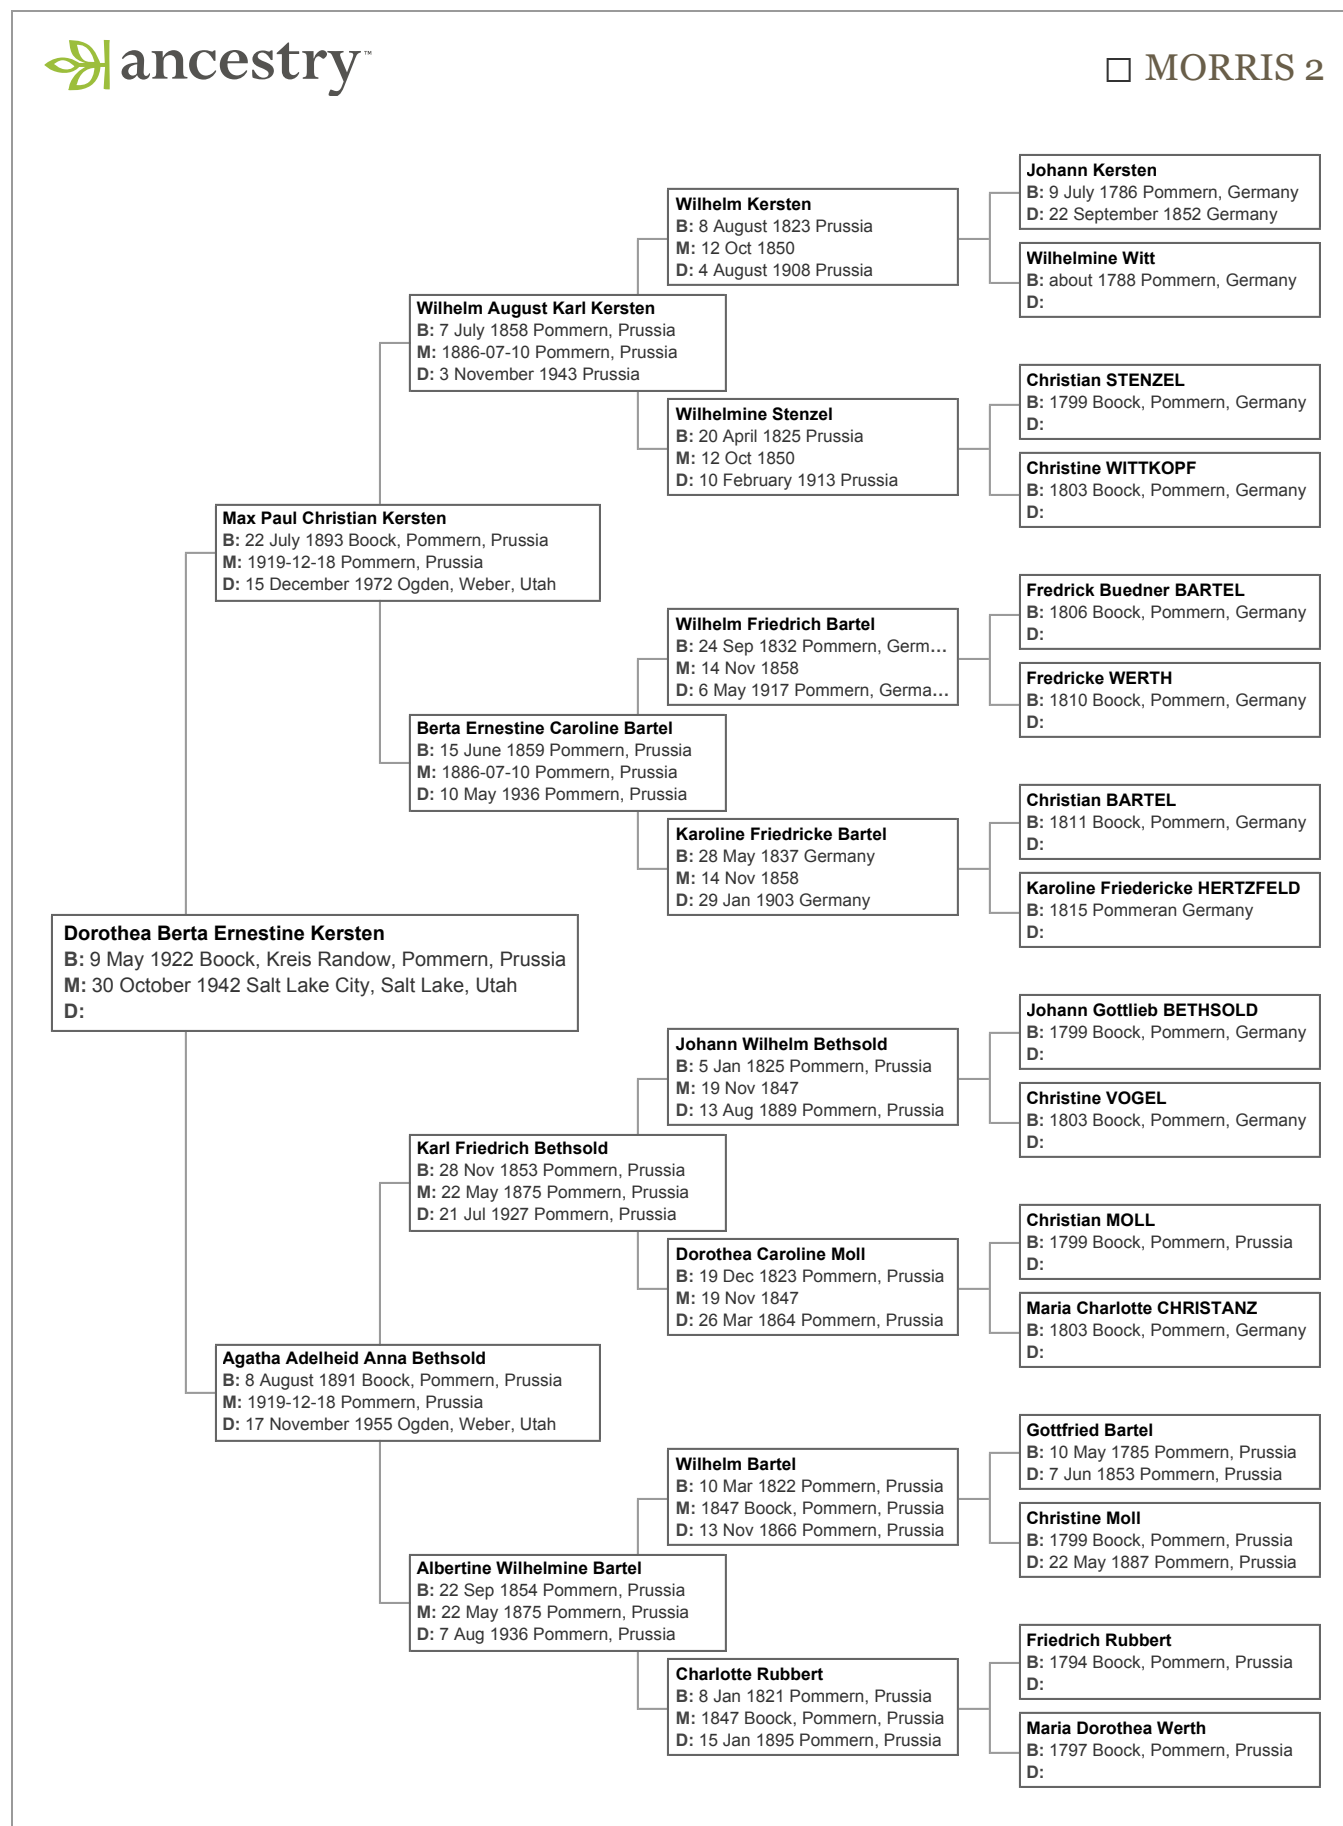 ancestry™
□ MORRIS 2
Johann Kersten
B: 9 July 1786 Pommern, Germany
D: 22 September 1852 Germany
Wilhelm Kersten
B: 8 August 1823 Prussia
M: 12 Oct 1850
D: 4 August 1908 Prussia
Wilhelmine Witt
B: about 1788 Pommern, Germany
D:
Wilhelm August Karl Kersten
B: 7 July 1858 Pommern, Prussia
M: 1886-07-10 Pommern, Prussia
D: 3 November 1943 Prussia
Christian STENZEL
B: 1799 Boock, Pommern, Germany
D:
Wilhelmine Stenzel
B: 20 April 1825 Prussia
M: 12 Oct 1850
D: 10 February 1913 Prussia
Christine WITTKOPF
B: 1803 Boock, Pommern, Germany
D:
Max Paul Christian Kersten
B: 22 July 1893 Boock, Pommern, Prussia
M: 1919-12-18 Pommern, Prussia
D: 15 December 1972 Ogden, Weber, Utah
Fredrick Buedner BARTEL
B: 1806 Boock, Pommern, Germany
D:
Wilhelm Friedrich Bartel
B: 24 Sep 1832 Pommern, Germ…
M: 14 Nov 1858
D: 6 May 1917 Pommern, Germa…
Fredricke WERTH
B: 1810 Boock, Pommern, Germany
D:
Berta Ernestine Caroline Bartel
B: 15 June 1859 Pommern, Prussia
M: 1886-07-10 Pommern, Prussia
D: 10 May 1936 Pommern, Prussia
Christian BARTEL
B: 1811 Boock, Pommern, Germany
D:
Karoline Friedricke Bartel
B: 28 May 1837 Germany
M: 14 Nov 1858
D: 29 Jan 1903 Germany
Karoline Friedericke HERTZFELD
B: 1815 Pommeran Germany
D:
Dorothea Berta Ernestine Kersten
B: 9 May 1922 Boock, Kreis Randow, Pommern, Prussia
M: 30 October 1942 Salt Lake City, Salt Lake, Utah
D:
Johann Gottlieb BETHSOLD
B: 1799 Boock, Pommern, Germany
D:
Johann Wilhelm Bethsold
B: 5 Jan 1825 Pommern, Prussia
M: 19 Nov 1847
D: 13 Aug 1889 Pommern, Prussia
Christine VOGEL
B: 1803 Boock, Pommern, Germany
D:
Karl Friedrich Bethsold
B: 28 Nov 1853 Pommern, Prussia
M: 22 May 1875 Pommern, Prussia
D: 21 Jul 1927 Pommern, Prussia
Christian MOLL
B: 1799 Boock, Pommern, Prussia
D:
Dorothea Caroline Moll
B: 19 Dec 1823 Pommern, Prussia
M: 19 Nov 1847
D: 26 Mar 1864 Pommern, Prussia
Maria Charlotte CHRISTANZ
B: 1803 Boock, Pommern, Germany
D:
Agatha Adelheid Anna Bethsold
B: 8 August 1891 Boock, Pommern, Prussia
M: 1919-12-18 Pommern, Prussia
D: 17 November 1955 Ogden, Weber, Utah
Gottfried Bartel
B: 10 May 1785 Pommern, Prussia
D: 7 Jun 1853 Pommern, Prussia
Wilhelm Bartel
B: 10 Mar 1822 Pommern, Prussia
M: 1847 Boock, Pommern, Prussia
D: 13 Nov 1866 Pommern, Prussia
Christine Moll
B: 1799 Boock, Pommern, Prussia
D: 22 May 1887 Pommern, Prussia
Albertine Wilhelmine Bartel
B: 22 Sep 1854 Pommern, Prussia
M: 22 May 1875 Pommern, Prussia
D: 7 Aug 1936 Pommern, Prussia
Friedrich Rubbert
B: 1794 Boock, Pommern, Prussia
D:
Charlotte Rubbert
B: 8 Jan 1821 Pommern, Prussia
M: 1847 Boock, Pommern, Prussia
D: 15 Jan 1895 Pommern, Prussia
Maria Dorothea Werth
B: 1797 Boock, Pommern, Prussia
D: